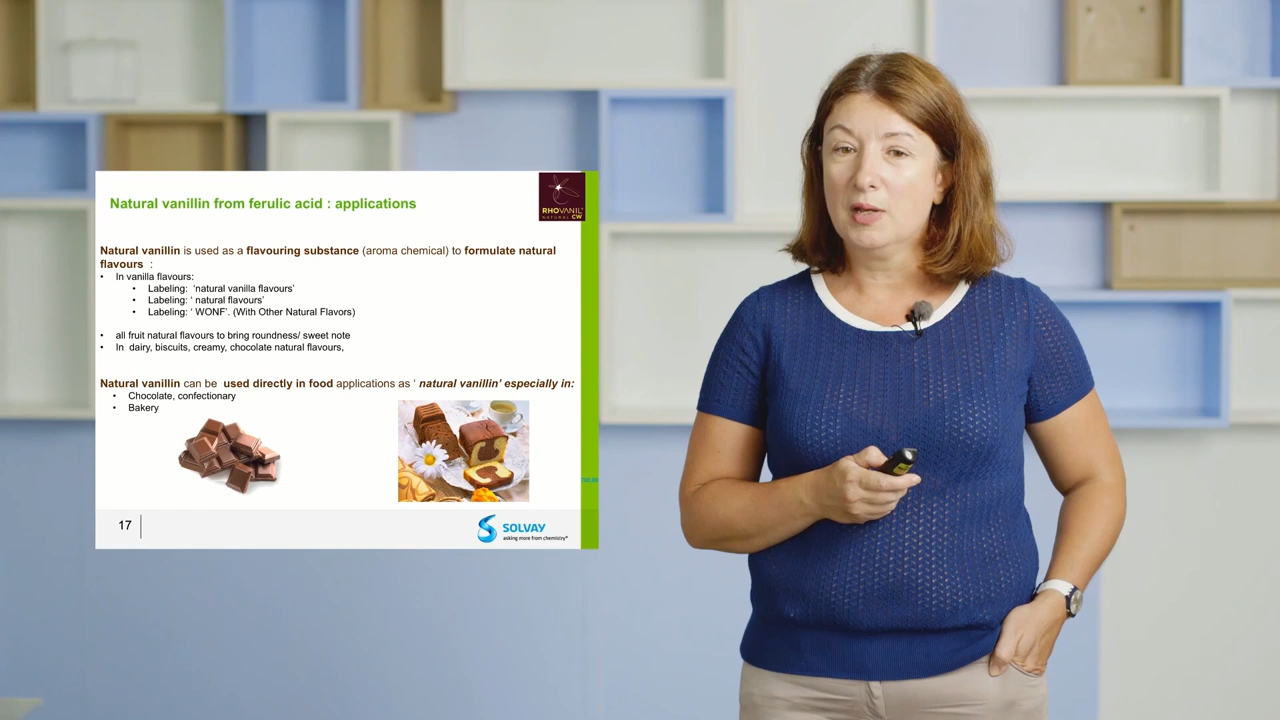 Natural vanillin from ferulic acid : applications
RHOVANIL
NATURAL CW
Natural vanillin is used as a flavouring substance (aroma chemical) to formulate natural
flavours :
• In vanilla flavours:
• Labeling: ‘natural vanilla flavours’
• Labeling: ‘ natural flavours’
• Labeling: ‘ WONF’. (With Other Natural Flavors)
• all fruit natural flavours to bring roundness/ sweet note
• In dairy, biscuits, creamy, chocolate natural flavours,
Natural vanillin can be used directly in food applications as ‘ natural vanillin’ especially in:
• Chocolate, confectionary
• Bakery
17
SOLVAY
asking more from chemistry®